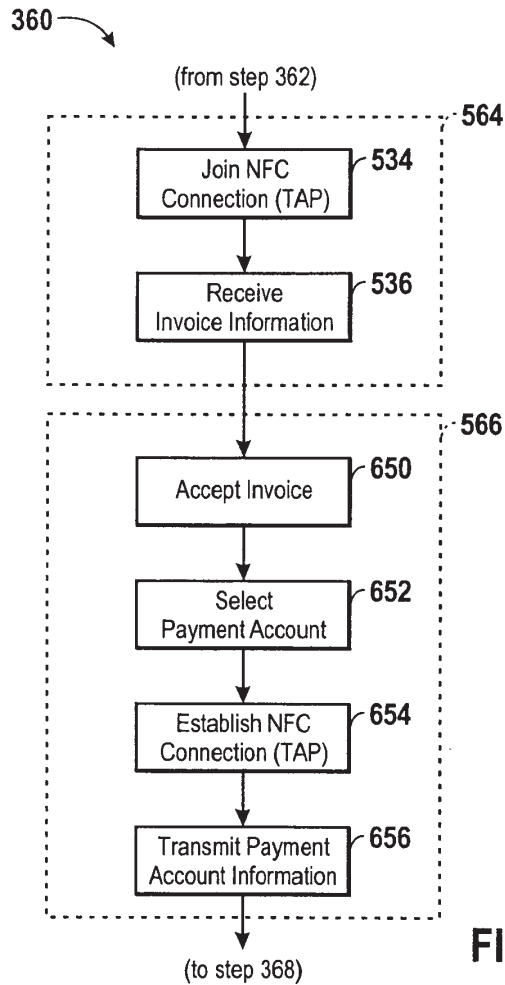 360
(from step 362)
564
Join NFC
Connection (TAP)
534
Receive
Invoice Information
536
566
Accept Invoice
650
Select
Payment Account
652
Establish NFC
Connection (TAP)
654
Transmit Payment
Account Information
656
(to step 368)
FI